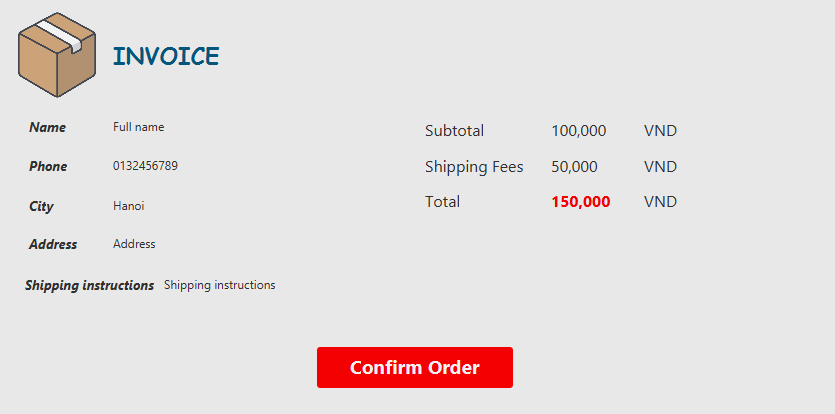 INVOICE
Name Full name
Phone 0132456789
City Hanoi
Address Address
Shipping instructions Shipping instructions
Subtotal 100,000 VND
Shipping Fees 50,000 VND
Total 150,000 VND
Confirm Order